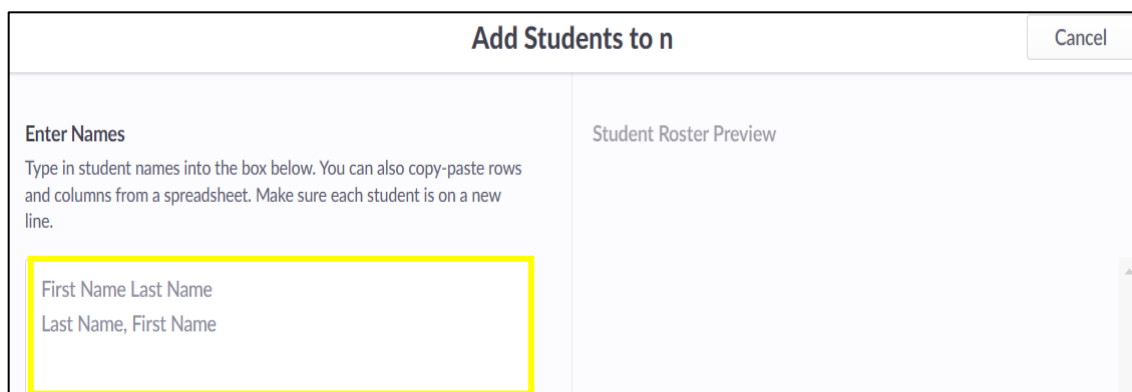 Add Students to n
Cancel
Enter Names
Type in student names into the box below. You can also copy-paste rows
and columns from a spreadsheet. Make sure each student is on a new
line.
First Name Last Name
Last Name, First Name
Student Roster Preview